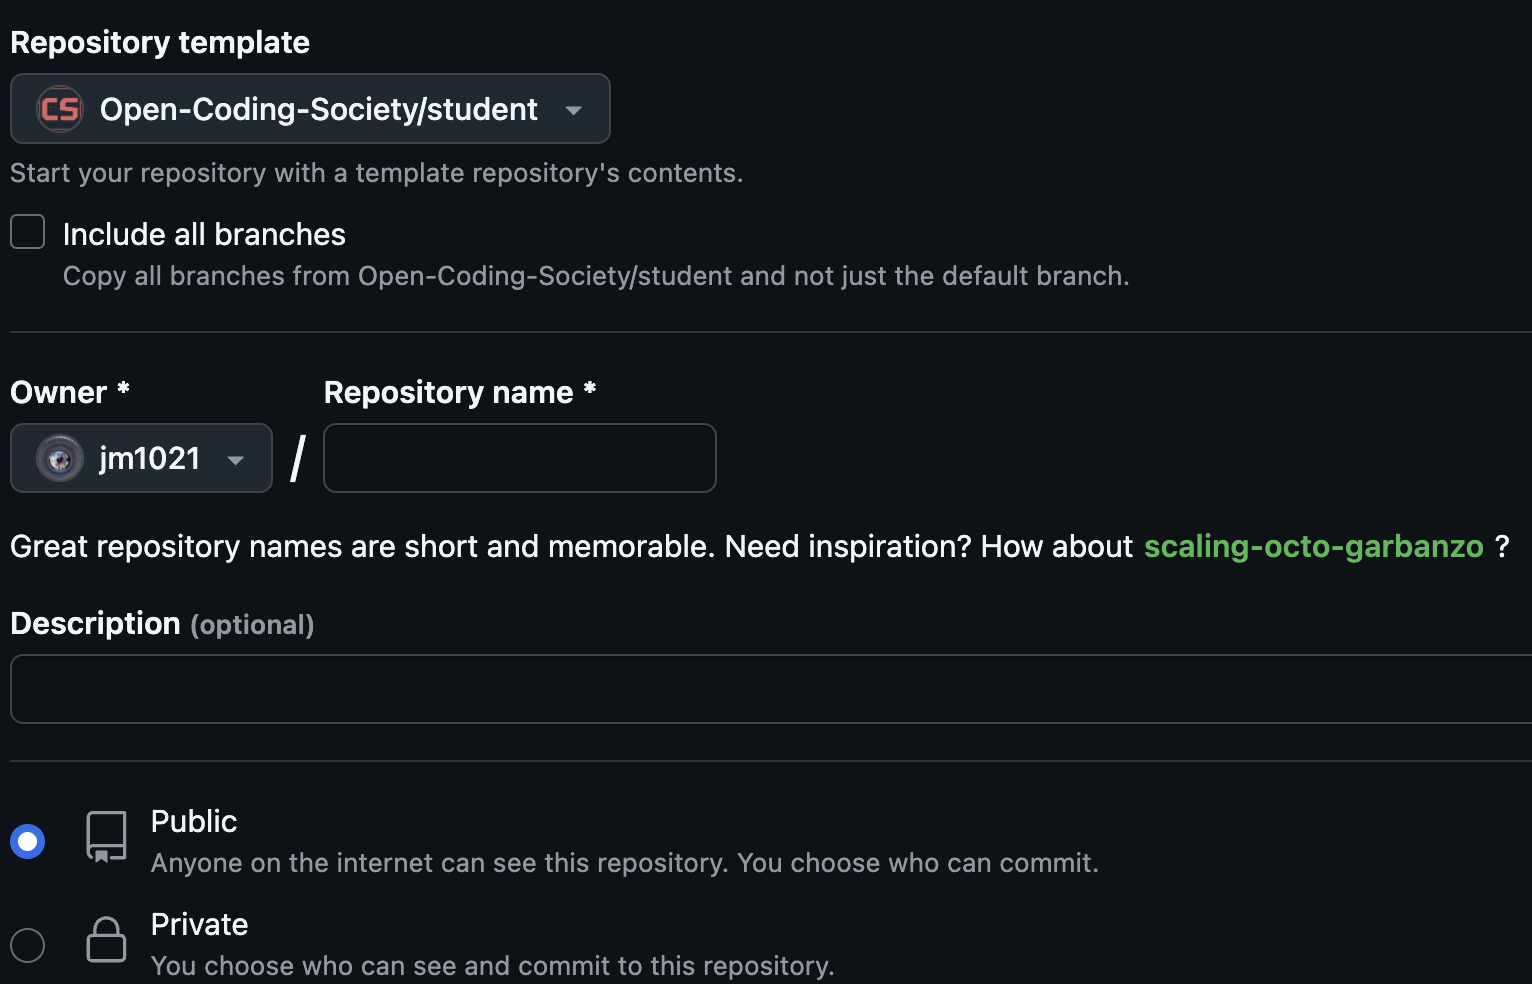 Repository template
CS Open-Coding-Society/student
Start your repository with a template repository's contents.
Include all branches
Copy all branches from Open-Coding-Society/student and not just the default branch.
Owner * Repository name *
jm1021 /
Great repository names are short and memorable. Need inspiration? How about scaling-octo-garbanzo ?
Description (optional)
Public
Anyone on the internet can see this repository. You choose who can commit.
Private
You choose who can see and commit to this repository.